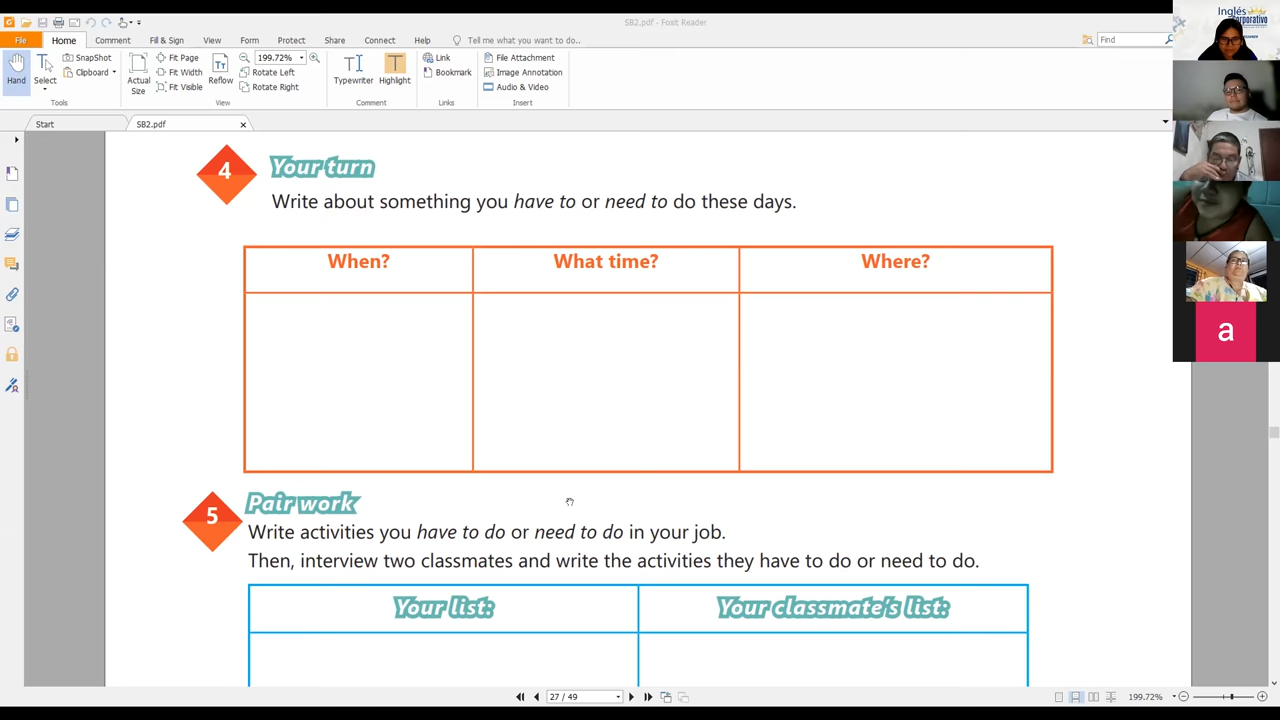 SB2.pdf - Foxit Reader
File
Home
Comment
Fill & Sign
View
Form
Protect
Share
Connect
Help
Tell me what you want to do..
Find
Hand
Select
SnapShot
Clipboard
Tools
Actual Size
Fit Page
Fit Width
Fit Visible
Reflow
199.72%
Rotate Left
Rotate Right
View
Typewriter
Highlight
Comment
Link
Bookmark
Links
File Attachment
Image Annotation
Audio & Video
Insert
Start
SB2.pdf
Inglés
Corporativo
a
4
Your turn
Write about something you have to or need to do these days.
When?
What time?
Where?
5
Pair work
Write activities you have to do or need to do in your job.
Then, interview two classmates and write the activities they have to do or need to do.
Your list:
Your classmate's list:
27 / 49
199.72%